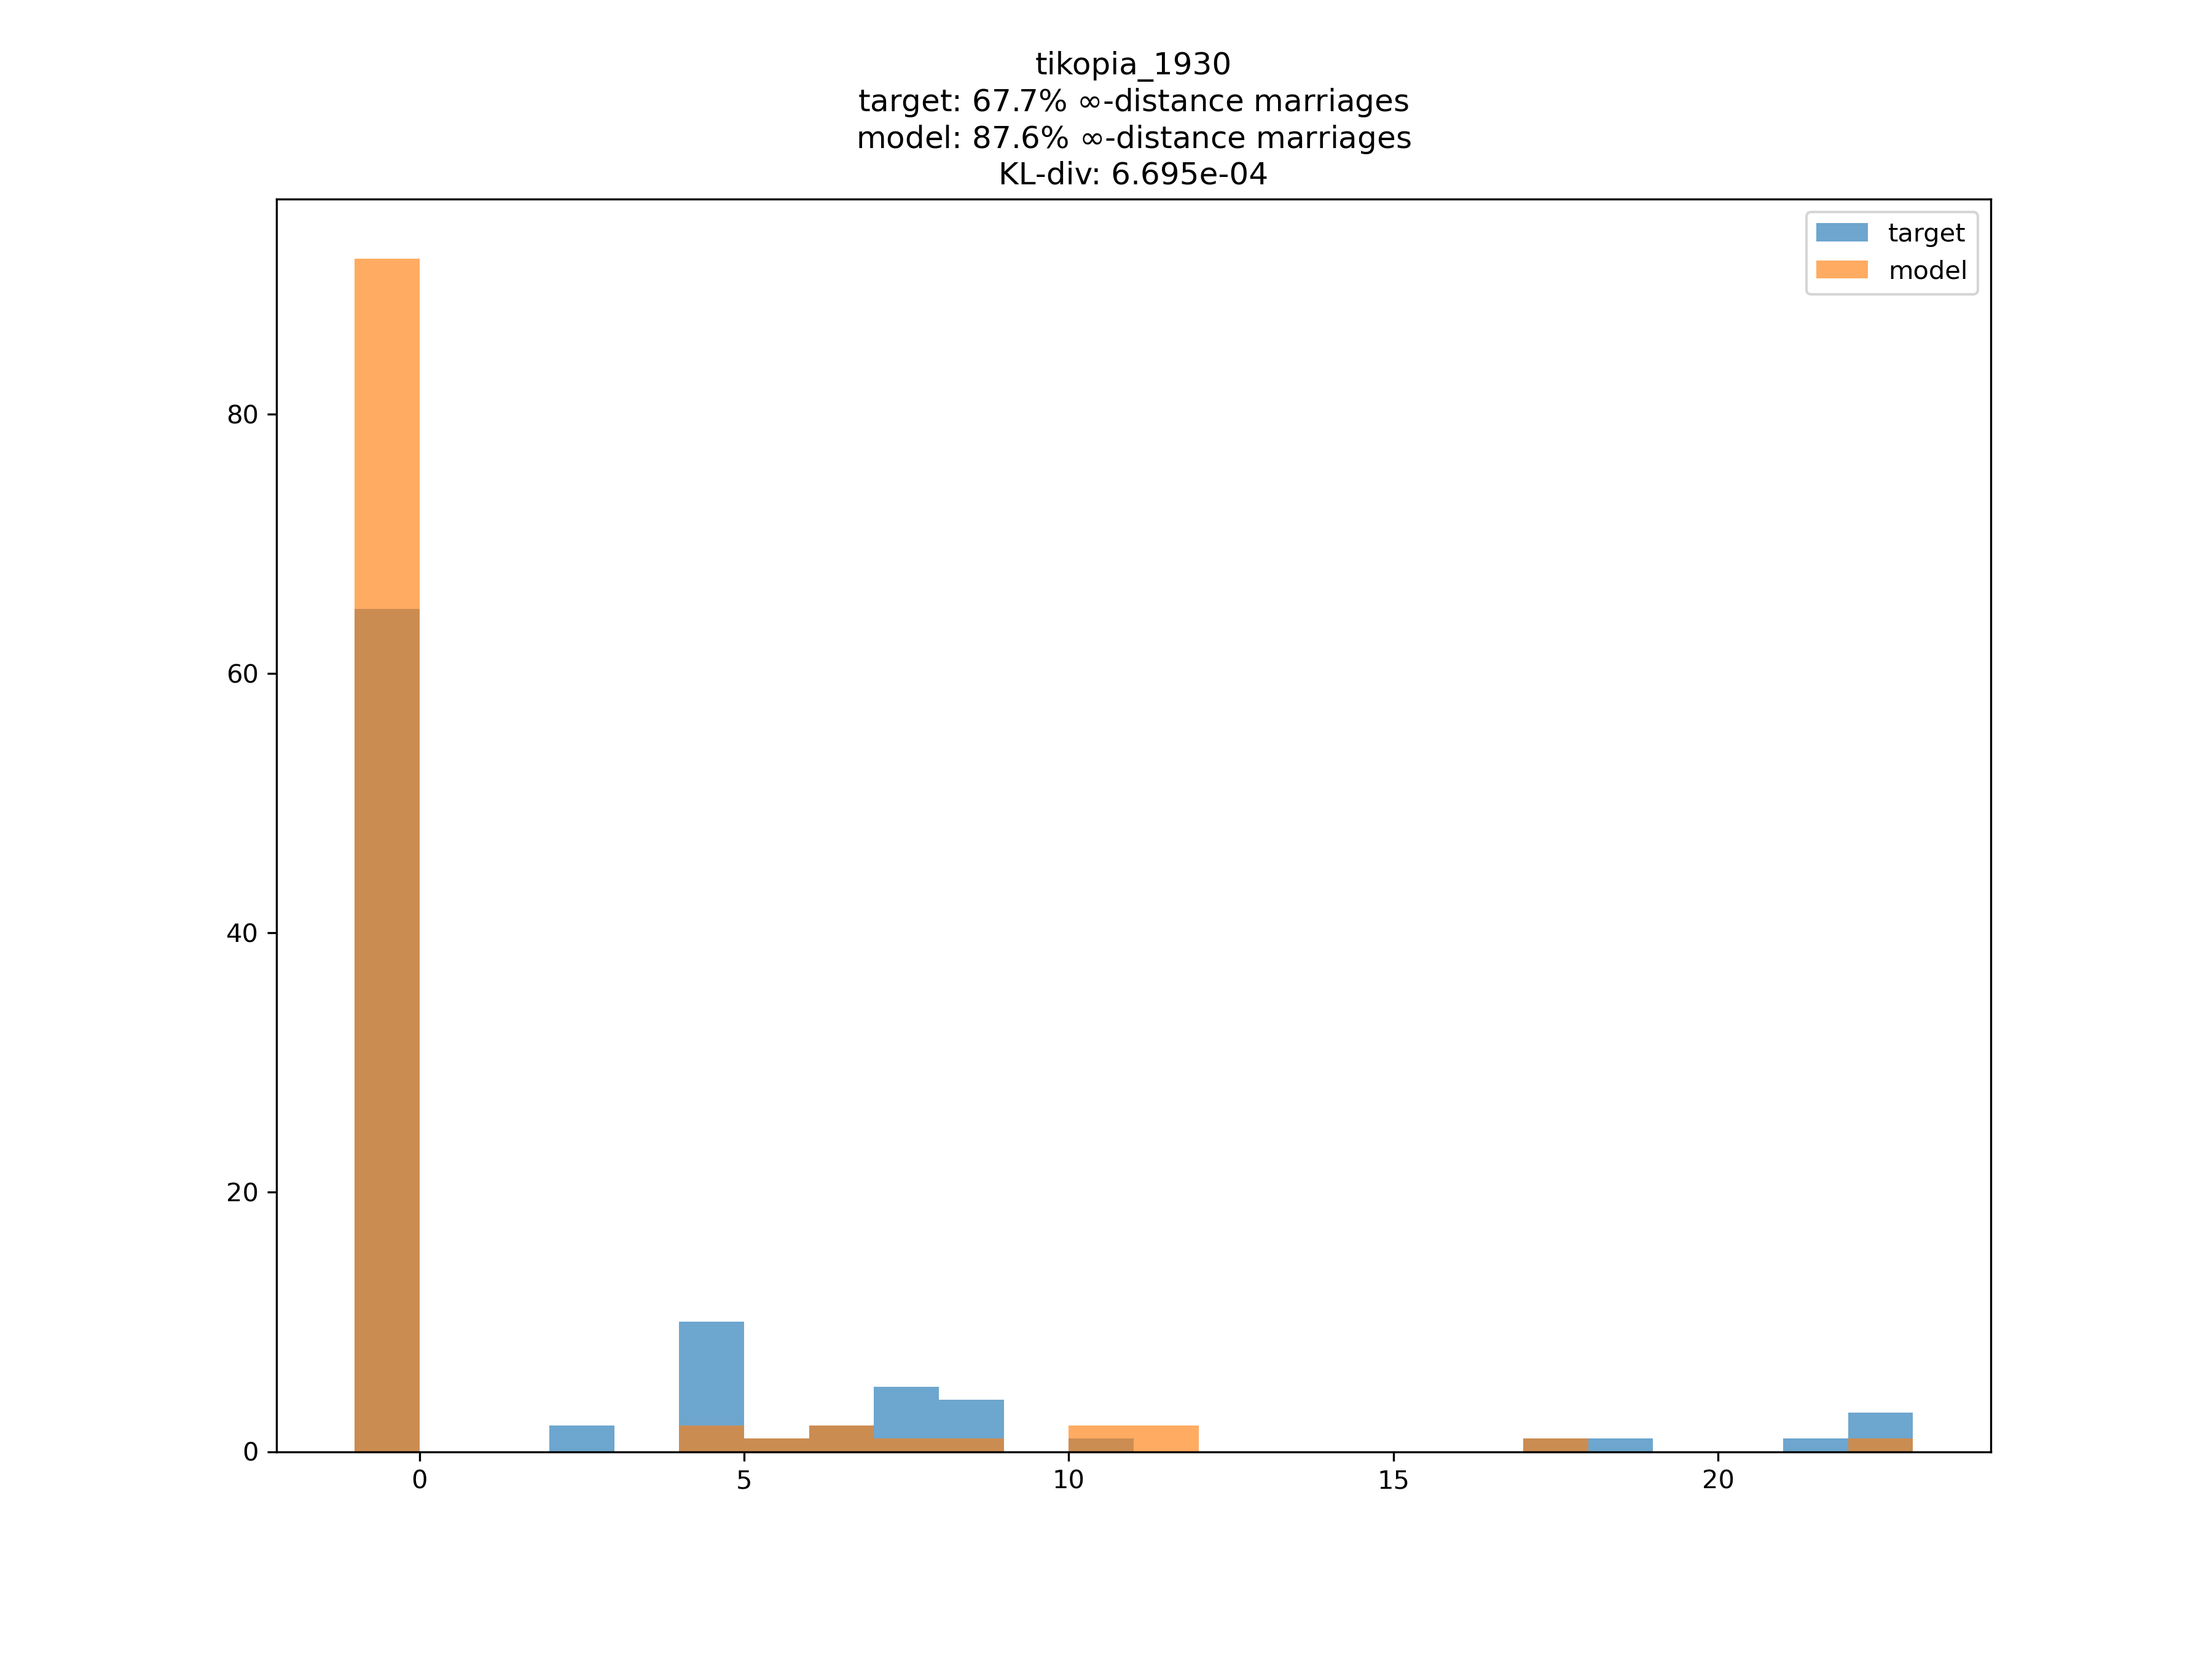 tikopia_1930
target: 67.7% ∞-distance marriages
model: 87.6% ∞-distance marriages
KL-div: 6.695e-04
target
model
80
60
40
20
0
0 5 10 15 20